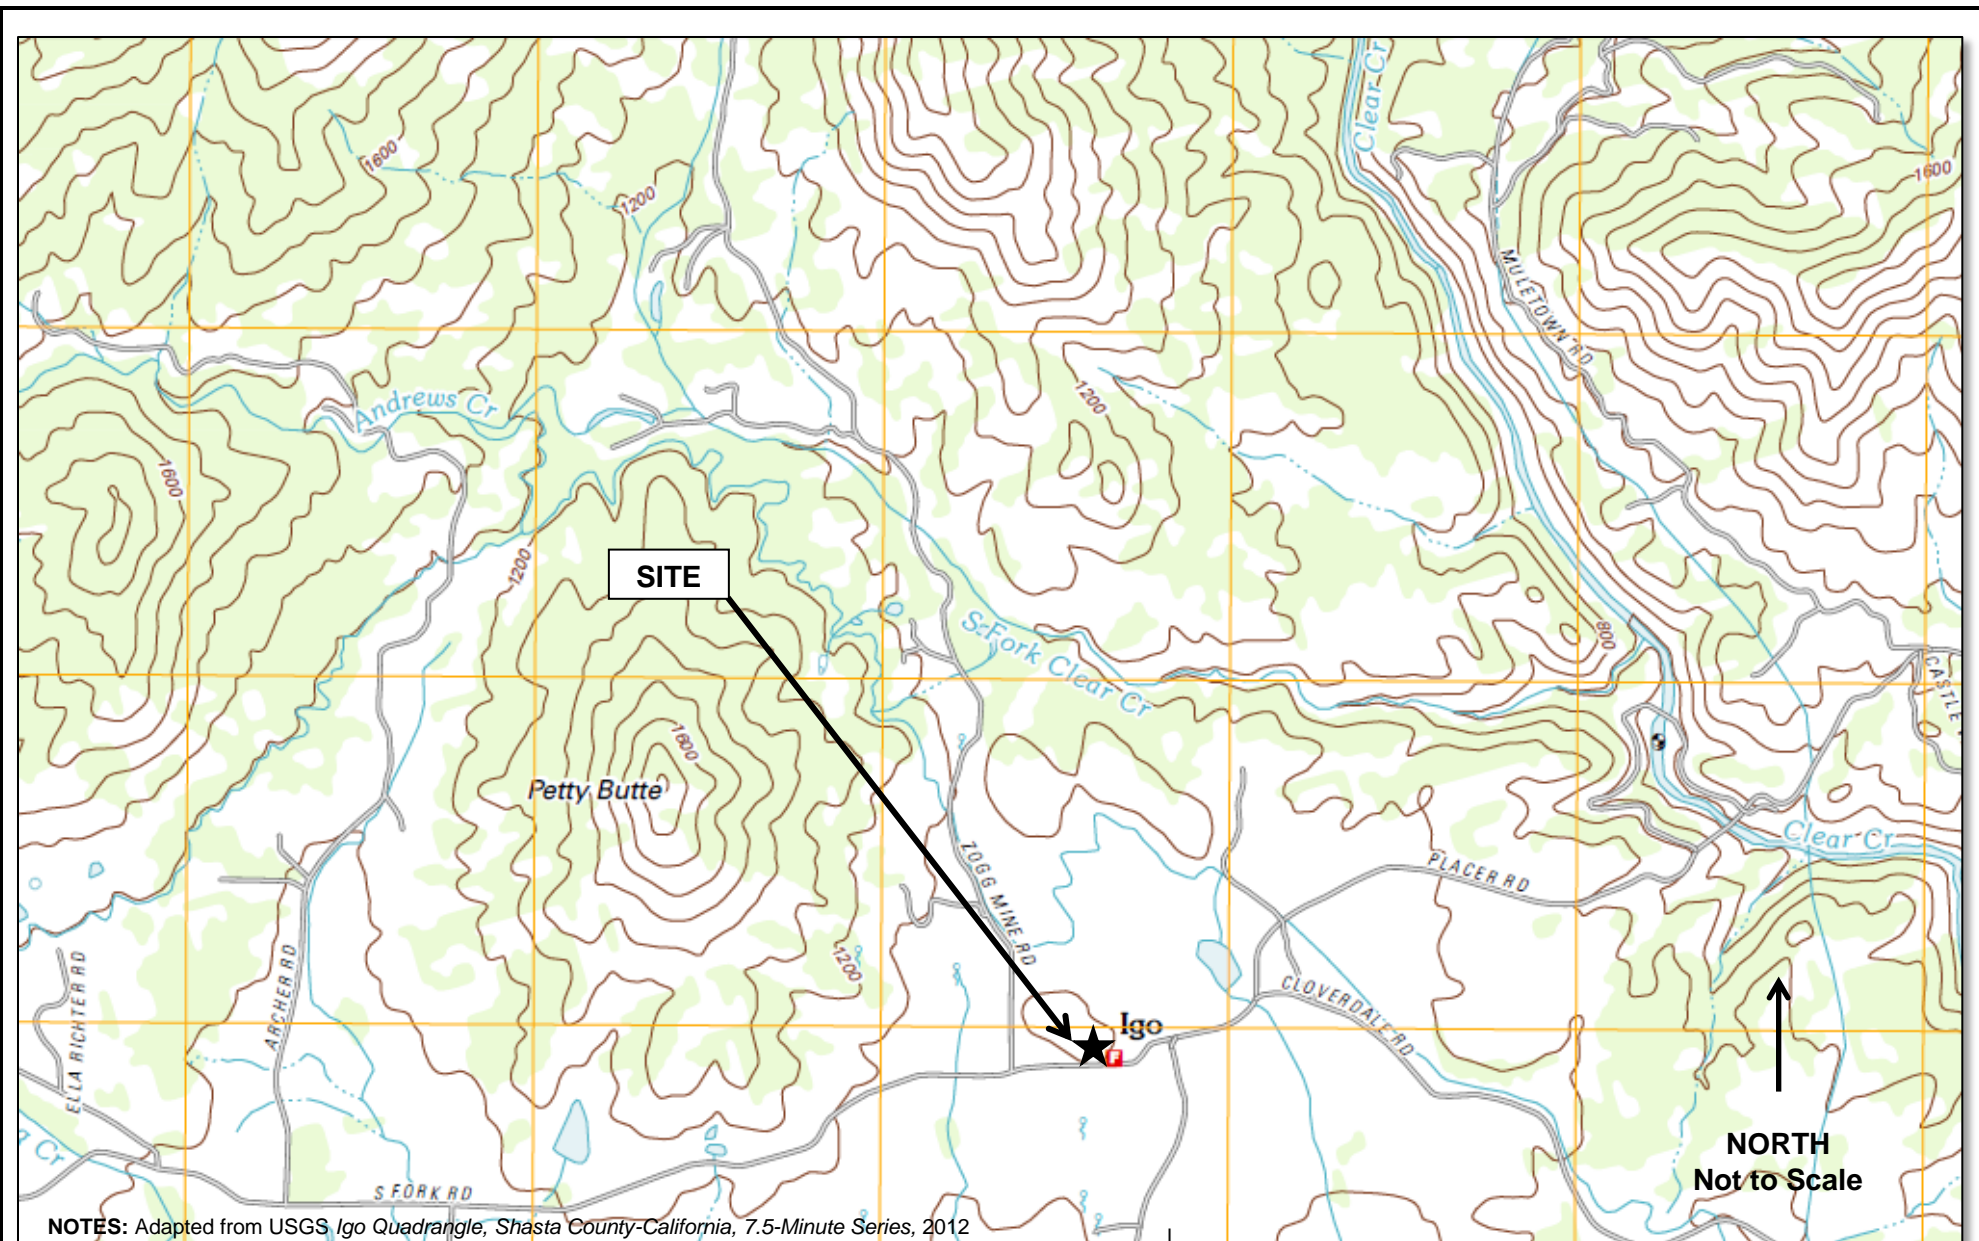 Clear Cr
1600
1600
1200
MULETOWN RD
1200
Andrews Cr
1600
1200
SITE
S Fork Clear Cr
800
CASTLE
1600
Petty Butte
Clear Cr
ZOGG MINE RD
PLACER RD
1200
ELLA RICHTER RD
ARCHER RD
CLOVERDALE RD
Igo
F
NORTH
Not to Scale
Cr
S FORK RD
NOTES: Adapted from USGS Igo Quadrangle, Shasta County-California, 7.5-Minute Series, 2012